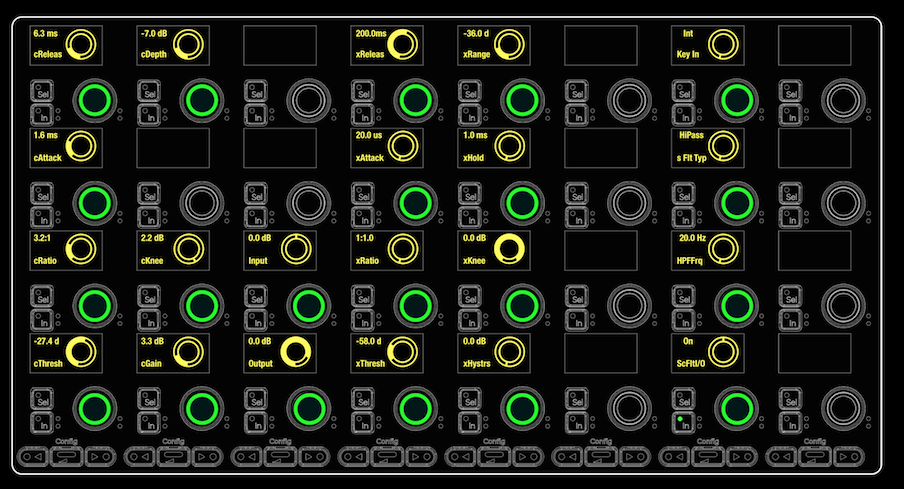 6.3 ms -7.0 dB 200.0ms -36.0 d Int
cReleas cDepth xReleas xRange Key In
Sel Sel Sel Sel Sel Sel Sel Sel
In In In In In In In In
1.6 ms 20.0 us 1.0 ms HiPass
cAttack xAttack xHold s Flt Typ
Sel Sel Sel Sel Sel Sel Sel Sel
In In In In In In In In
3.2:1 2.2 dB 0.0 dB 1:1.0 0.0 dB 20.0 Hz
cRatio cKnee Input xRatio xKnee HPFFrq
Sel Sel Sel Sel Sel Sel Sel Sel
In In In In In In In In
-27.4 d 3.3 dB 0.0 dB -58.0 d 0.0 dB On
cThresh cGain Output xThresh xHystrs ScFltI/O
Sel Sel Sel Sel Sel Sel Sel Sel
In In In In In In In In
Config Config Config Config Config Config Config Config